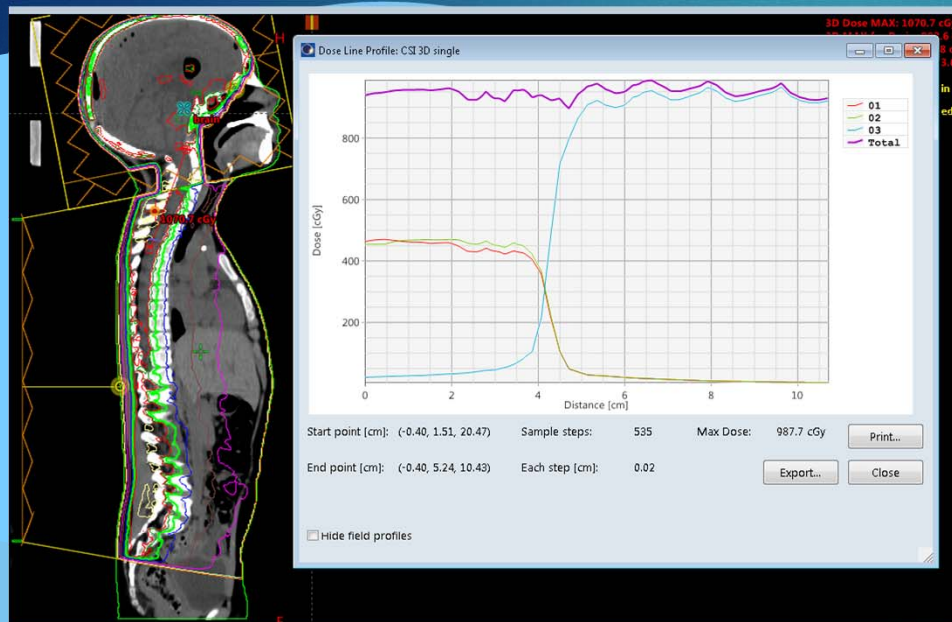 H
3D Dose MAX: 1070.7 cG
Dose Line Profile: CSI 3D single
01
02
03
Total
800
600
400
200
Dose [cGy]
0
2
4
6
8
10
Distance [cm]
brain
1070.7 cGy
Start point [cm]: (-0.40, 1.51, 20.47) Sample steps: 535 Max Dose: 987.7 cGy Print...
End point [cm]: (-0.40, 5.24, 10.43) Each step [cm]: 0.02 Export... Close
Hide field profiles